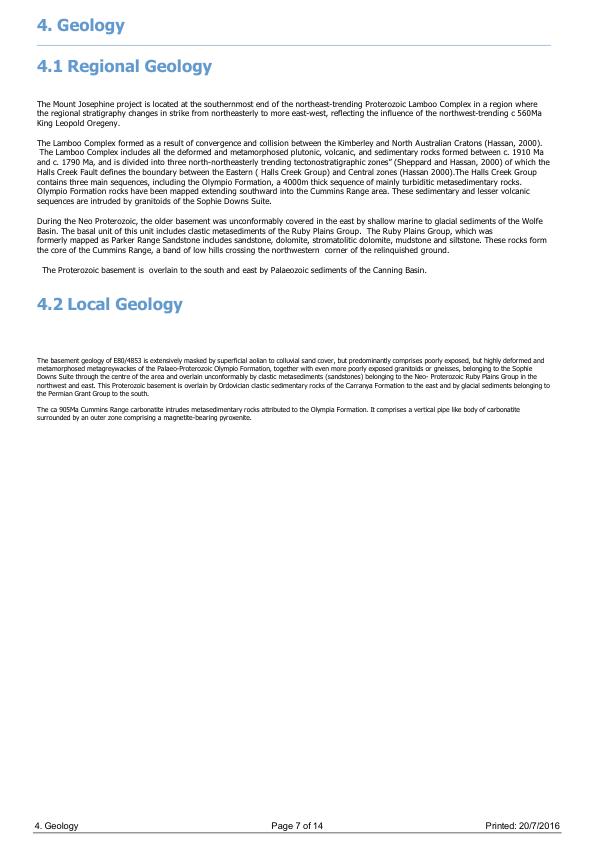 4. Geology
4.1 Regional Geology
The Mount Josephine project is located at the southernmost end of the northeast-trending Proterozoic Lamboo Complex in a region where
the regional stratigraphy changes in strike from northeasterly to more east-west, reflecting the influence of the northwest-trending c 560Ma
King Leopold Oregeny.
The Lamboo Complex formed as a result of convergence and collision between the Kimberley and North Australian Cratons (Hassan, 2000).
The Lamboo Complex includes all the deformed and metamorphosed plutonic, volcanic, and sedimentary rocks formed between c. 1910 Ma
and c. 1790 Ma, and is divided into three north-northeasterly trending tectonostratigraphic zones” (Sheppard and Hassan, 2000) of which the
Halls Creek Fault defines the boundary between the Eastern ( Halls Creek Group) and Central zones (Hassan 2000).The Halls Creek Group
contains three main sequences, including the Olympio Formation, a 4000m thick sequence of mainly turbiditic metasedimentary rocks.
Olympio Formation rocks have been mapped extending southward into the Cummins Range area. These sedimentary and lesser volcanic
sequences are intruded by granitoids of the Sophie Downs Suite.
During the Neo Proterozoic, the older basement was unconformably covered in the east by shallow marine to glacial sediments of the Wolfe
Basin. The basal unit of this unit includes clastic metasediments of the Ruby Plains Group. The Ruby Plains Group, which was
formerly mapped as Parker Range Sandstone includes sandstone, dolomite, stromatolitic dolomite, mudstone and siltstone. These rocks form
the core of the Cummins Range, a band of low hills crossing the northwestern corner of the relinquished ground.
The Proterozoic basement is overlain to the south and east by Palaeozoic sediments of the Canning Basin.
4.2 Local Geology
The basement geology of E80/4853 is extensively masked by superficial aolian to colluvial sand cover, but predominantly comprises poorly exposed, but highly deformed and
metamorphosed metagreywackes of the Palaeo-Proterozoic Olympio Formation, together with even more poorly exposed granitoids or gneisses, belonging to the Sophie
Downs Suite through the centre of the area and overlain unconformably by clastic metasediments (sandstones) belonging to the Neo- Proterozoic Ruby Plains Group in the
northwest and east. This Proterozoic basement is overlain by Ordovician clastic sedimentary rocks of the Carranya Formation to the east and by glacial sediments belonging to
the Permian Grant Group to the south.
The ca 905Ma Cummins Range carbonatite intrudes metasedimentary rocks attributed to the Olympia Formation. It comprises a vertical pipe like body of carbonatite
surrounded by an outer zone comprising a magnetite-bearing pyroxenite.
4. Geology
Page 7 of 14
Printed: 20/7/2016